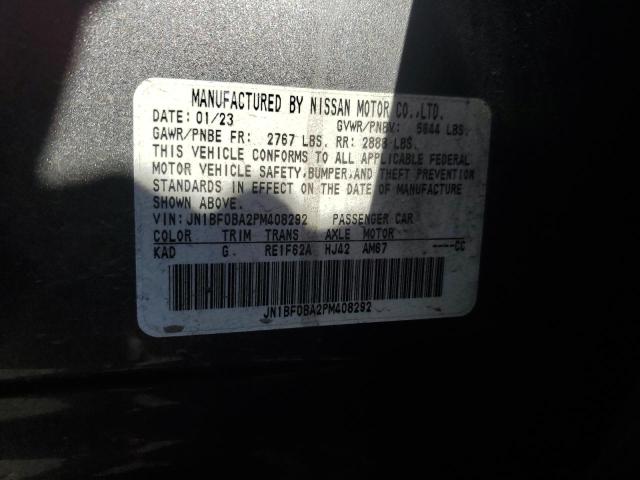 MANUFACTURED BY NISSAN MOTOR CO.,LTD.
DATE: 01/23 GVWR/PNBV: 5644 LBS.
GAWR/PNBE FR: 2767 LBS. RR: 2888 LBS.
THIS VEHICLE CONFORMS TO ALL APPLICABLE FEDERAL
MOTOR VEHICLE SAFETY,BUMPER,AND THEFT PREVENTION
STANDARDS IN EFFECT ON THE DATE OF MANUFACTURE
SHOWN ABOVE.
VIN: JN1BF0BA2PM408292 PASSENGER CAR
COLOR TRIM TRANS AXLE MOTOR
KAD G RE1F62A HJ42 AM67 ----CC
JN1BF0BA2PM408292